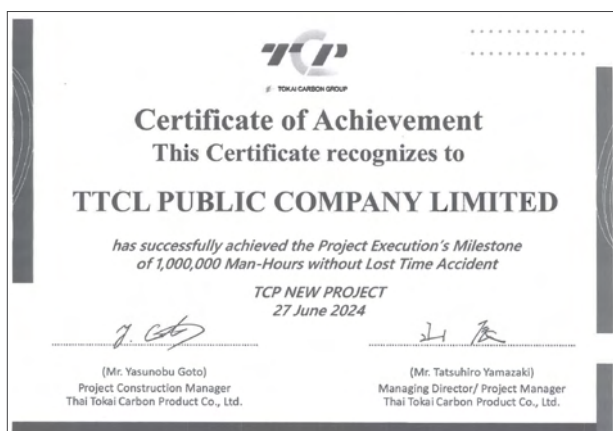 TCP
TOKAI CARBON GROUP
Certificate of Achievement
This Certificate recognizes to
TTCL PUBLIC COMPANY LIMITED
has successfully achieved the Project Execution's Milestone
of 1,000,000 Man-Hours without Lost Time Accident
TCP NEW PROJECT
27 June 2024
Y. Goto
(Mr. Yasunobu Goto)
Project Construction Manager
Thai Tokai Carbon Product Co., Ltd.
(Mr. Tatsuhiro Yamazaki)
Managing Director/ Project Manager
Thai Tokai Carbon Product Co., Ltd.